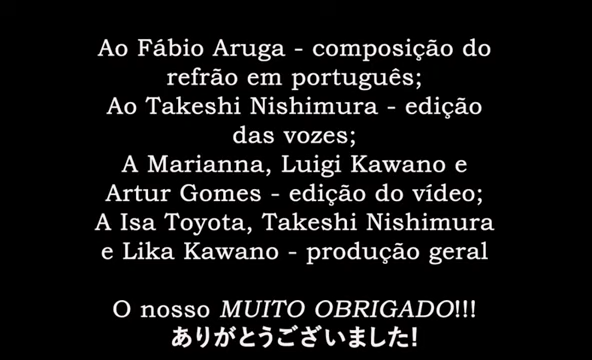 Ao Fábio Aruga - composição do
refrão em português;
Ao Takeshi Nishimura - edição
das vozes;
A Marianna, Luigi Kawano e
Artur Gomes - edição do vídeo;
A Isa Toyota, Takeshi Nishimura
e Lika Kawano - produção geral
O nosso MUITO OBRIGADO!!!
ありがとうございました!